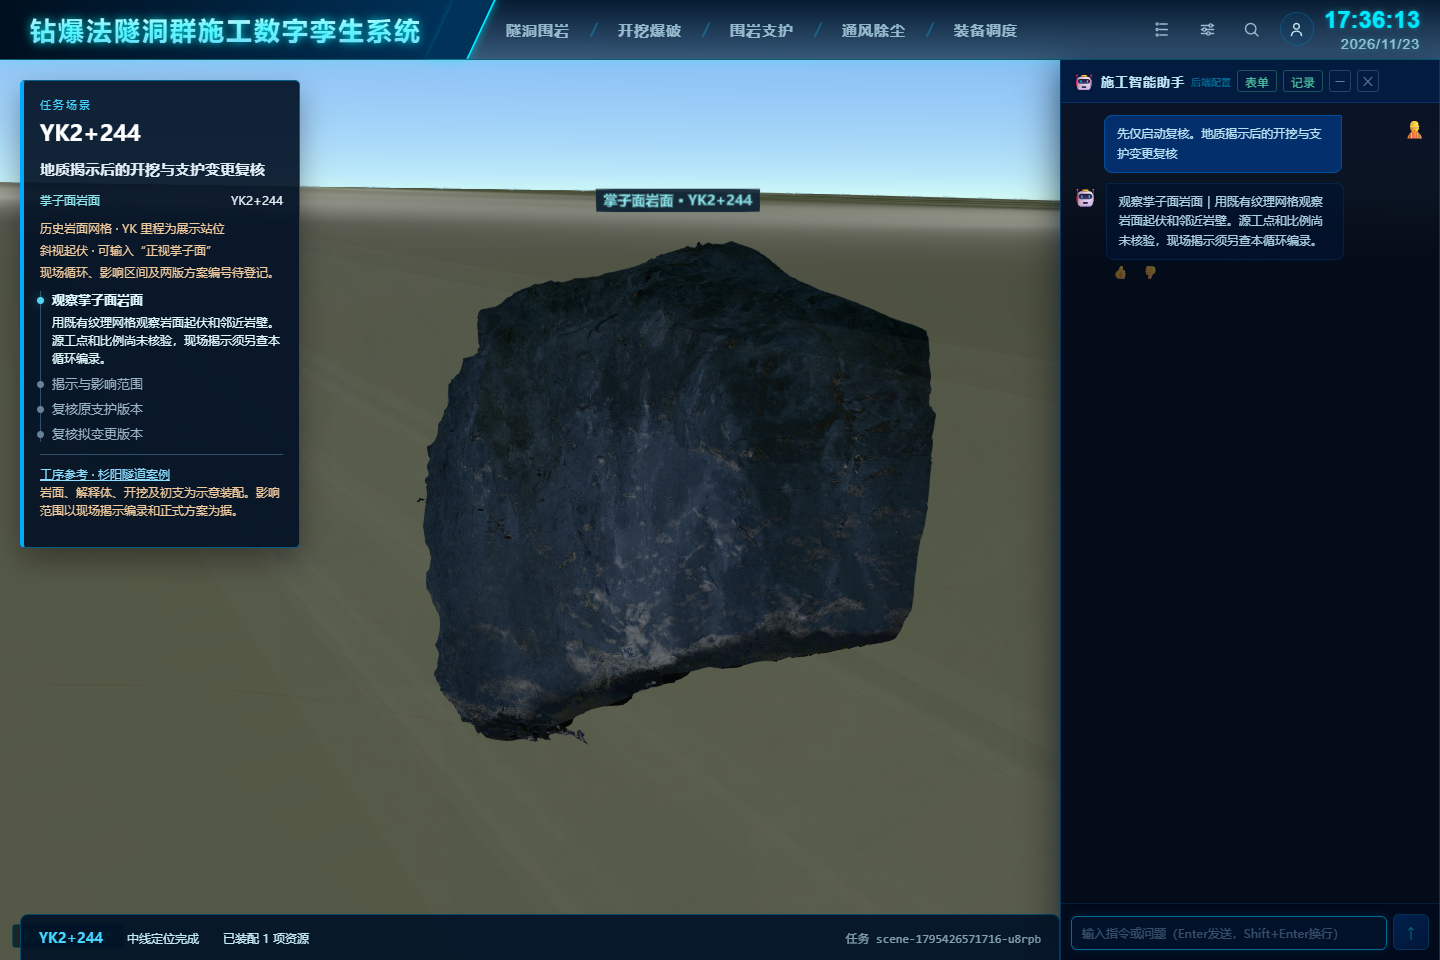 钻爆法隧洞群施工数字孪生系统
隧洞围岩 / 开挖爆破 / 围岩支护 / 通风除尘 / 装备调度
17:36:13
2026/11/23
任务场景
YK2+244
地质揭示后的开挖与支护变更复核
掌子面岩面 YK2+244
历史岩面网格 · YK 里程为展示站位
斜视起伏 · 可输入“正视掌子面”
现场循环、影响区间及两版方案编号待登记。
观察掌子面岩面
用既有纹理网格观察岩面起伏和邻近岩壁。
源工点和比例尚未核验，现场揭示须另查本
循环编录。
揭示与影响范围
复核原支护版本
复核拟变更版本
工序参考 · 杉阳隧道案例
岩面、解释体、开挖及初支为示意装配。影响
范围以现场揭示编录和正式方案为据。
掌子面岩面 · YK2+244
施工智能助手 后端配置 表单 记录
先仅启动复核。地质揭示后的开挖与支
护变更复核
观察掌子面岩面 | 用既有纹理网格观察
岩面起伏和邻近岩壁。源工点和比例尚
未核验，现场揭示须另查本循环编录。
输入指令或问题（Enter发送，Shift+Enter换行）
YK2+244 中线定位完成 已装配 1 项资源 任务 scene-1795426571716-u8rpb